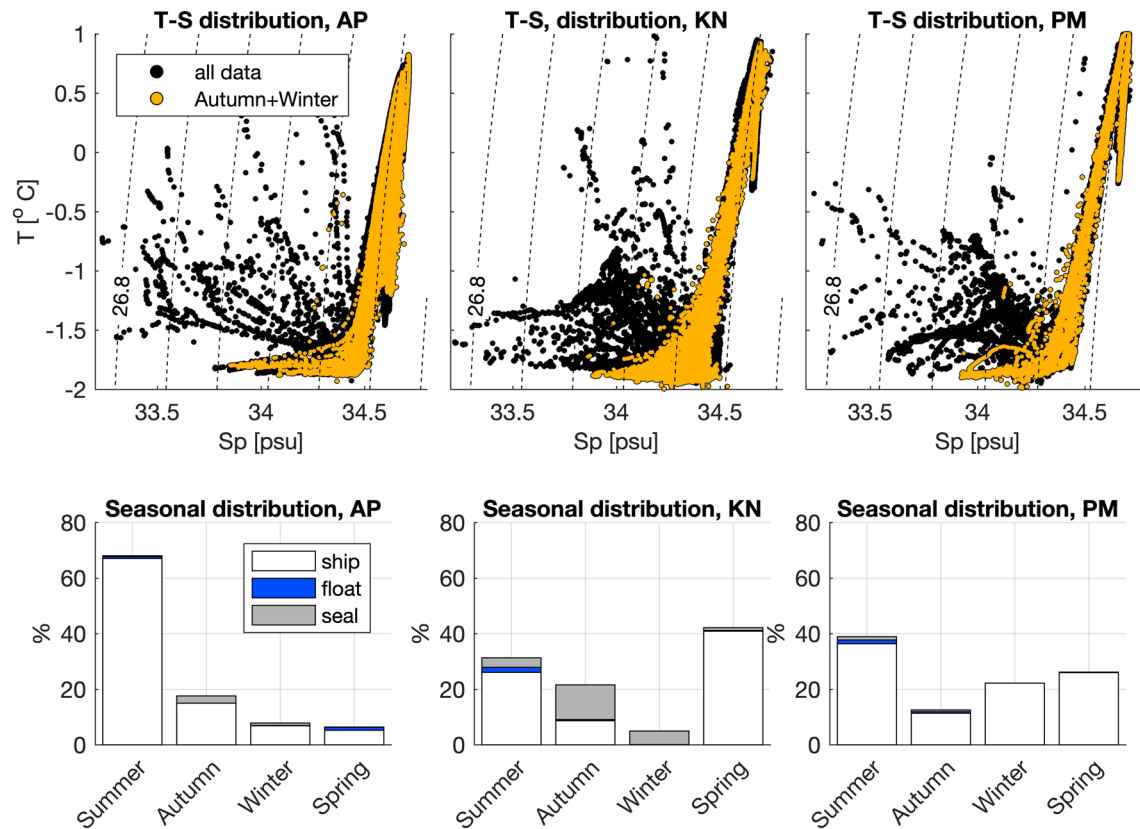 T-S distribution, AP
T-S, distribution, KN
T-S distribution, PM
1
0.5
0
-0.5
-1
-1.5
-2
T [° C]
all data
Autumn+Winter
26.8
26.8
26.8
33.5 34 34.5
33.5 34 34.5
33.5 34 34.5
Sp [psu]
Sp [psu]
Sp [psu]
Seasonal distribution, AP
Seasonal distribution, KN
Seasonal distribution, PM
80
60
40
20
0
%
ship
float
seal
80
60
40
20
0
%
80
60
40
20
0
%
Summer
Autumn
Winter
Spring
Summer
Autumn
Winter
Spring
Summer
Autumn
Winter
Spring